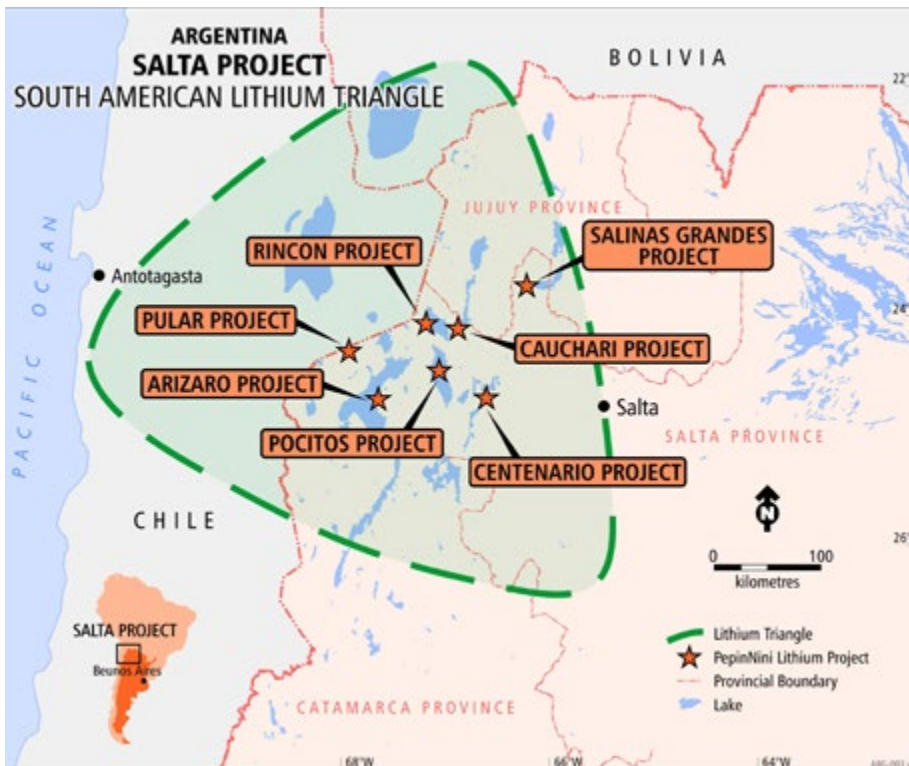 ARGENTINA
SALTA PROJECT
SOUTH AMERICAN LITHIUM TRIANGLE
BOLIVIA
22°
JUJUY PROVINCE
RINCON PROJECT
SALINAS GRANDES
PROJECT
Antotagasta
PACIFIC OCEAN
24°
PULAR PROJECT
CAUCHARI PROJECT
ARIZARO PROJECT
Salta
POCITOS PROJECT
SALTA PROVINCE
CENTENARIO PROJECT
CHILE
N
26°
0 100
kilometres
SALTA PROJECT
Beunos Aires
Lithium Triangle
PepinNini Lithium Project
Provincial Boundary
Lake
CATAMARCA PROVINCE
68°W 66°W 64°W